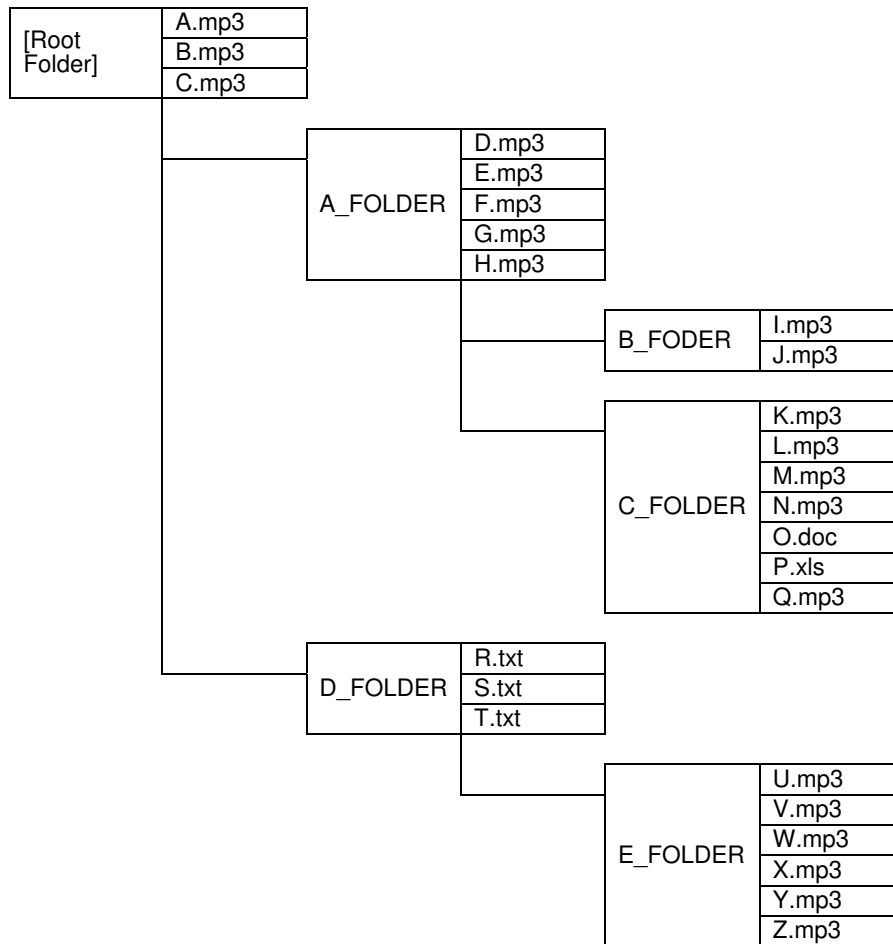 [Root
Folder]
A.mp3
B.mp3
C.mp3
A_FOLDER
D.mp3
E.mp3
F.mp3
G.mp3
H.mp3
B_FODER
I.mp3
J.mp3
C_FOLDER
K.mp3
L.mp3
M.mp3
N.mp3
O.doc
P.xls
Q.mp3
D_FOLDER
R.txt
S.txt
T.txt
E_FOLDER
U.mp3
V.mp3
W.mp3
X.mp3
Y.mp3
Z.mp3